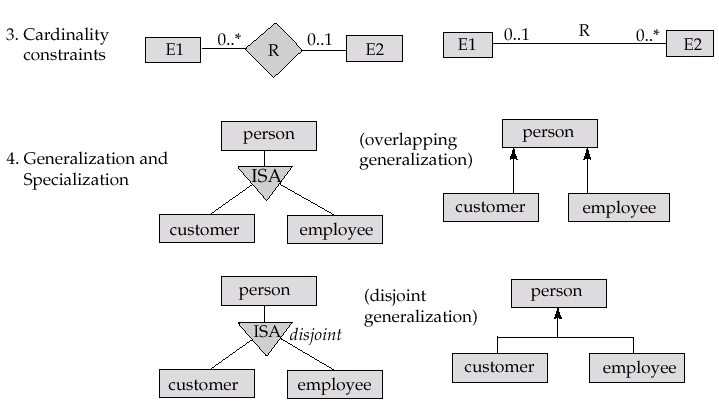 3. Cardinality
constraints
E1 0..* R 0..1 E2
E1 0..1 R 0..* E2
4. Generalization and
Specialization
person
ISA
customer employee
(overlapping
generalization)
person
customer employee
person
ISA disjoint
customer employee
(disjoint
generalization)
person
customer employee